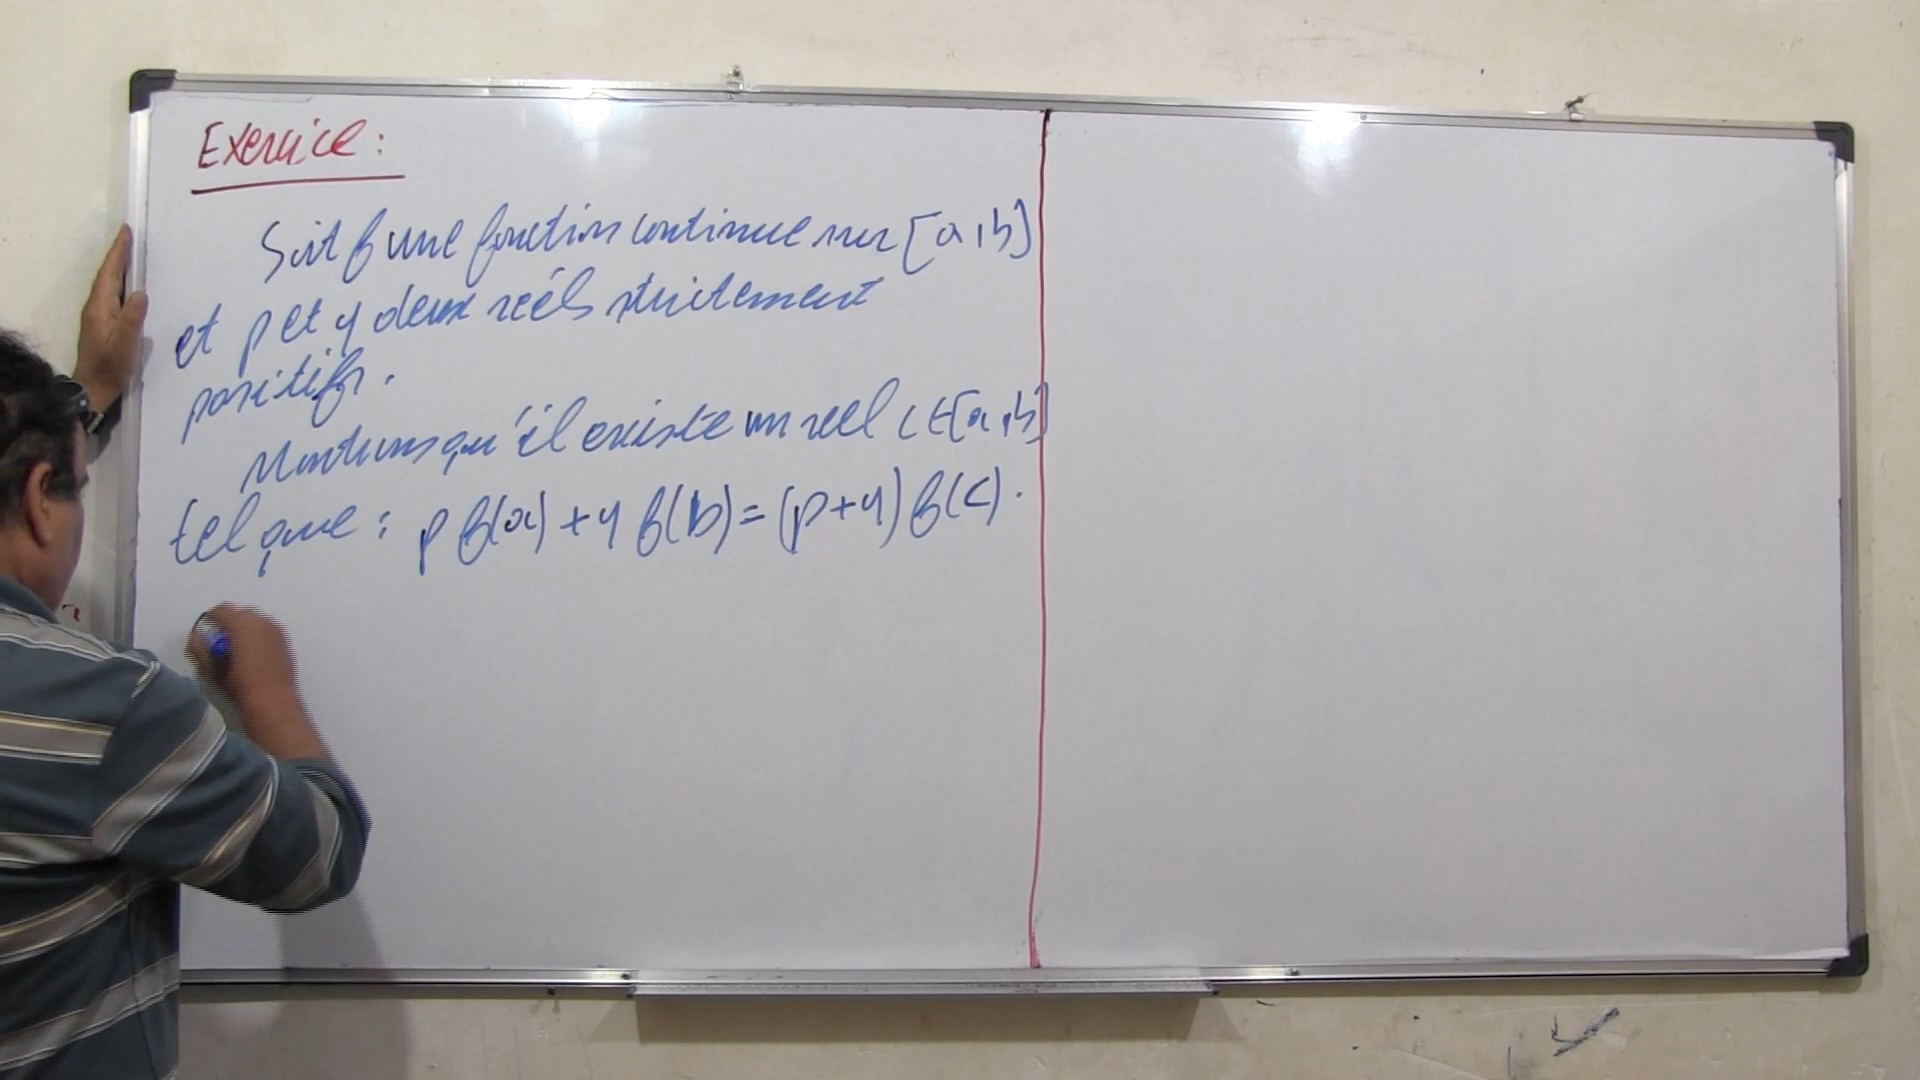 Exercice :
Soit f une fonction continue sur [a,b]
et p et q deux réels strictement
positifs.
Montrons qu'il existe un réel c ∈ [a,b]
tel que : p f(a) + q f(b) = (p+q) f(c).